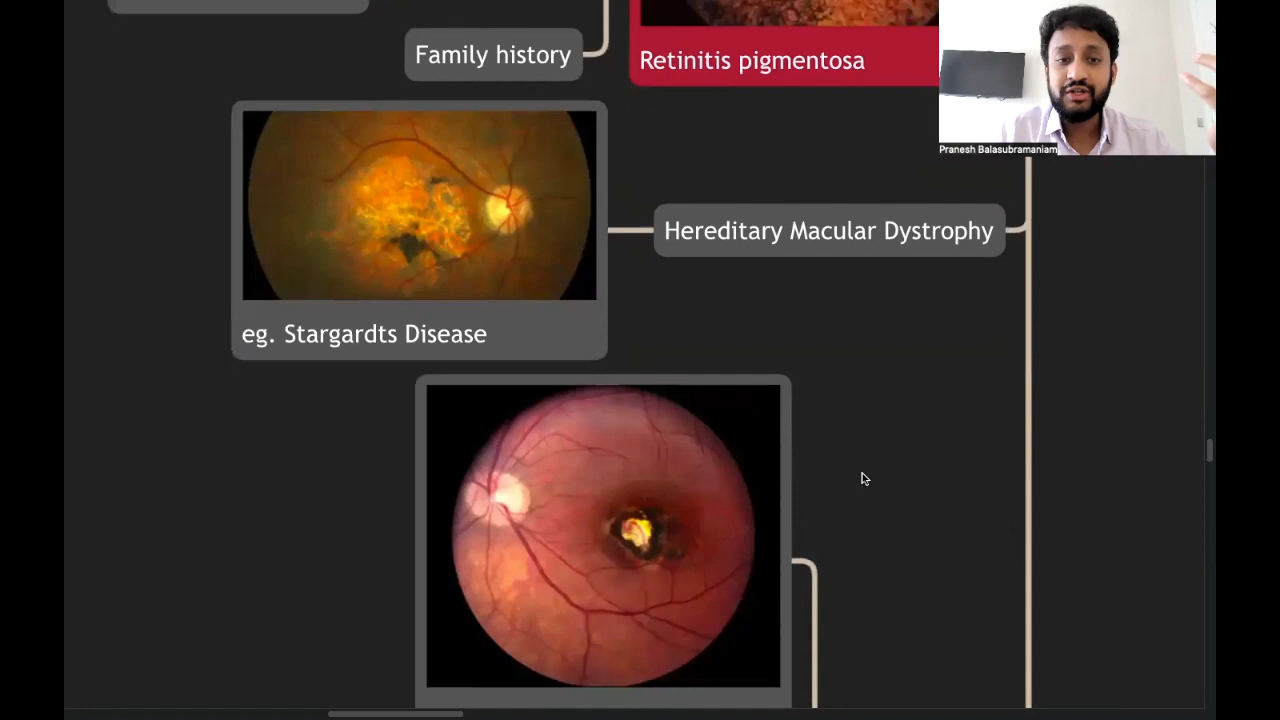 Family history
Retinitis pigmentosa
Pranesh Balasubramaniam
Hereditary Macular Dystrophy
eg. Stargardts Disease